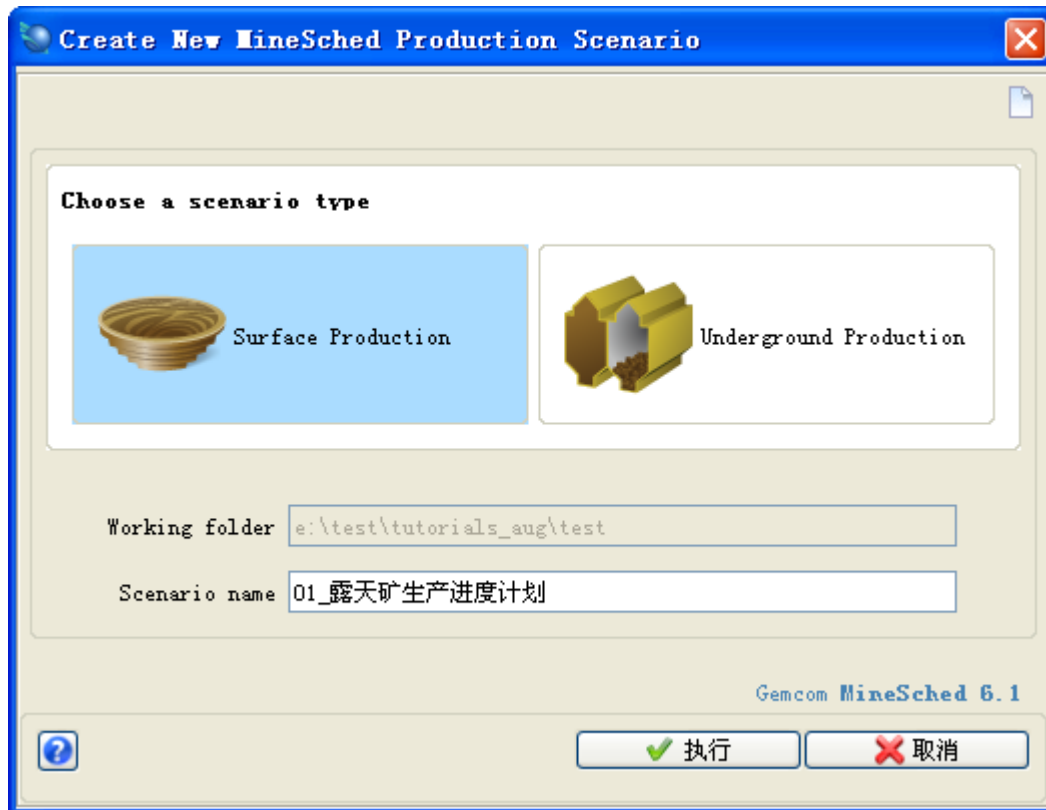 Create New MineSched Production Scenario
Choose a scenario type
Surface Production
Underground Production
Working folder e:\test\tutorials_aug\test
Scenario name 01_露天矿生产进度计划
Gemcom MineSched 6.1
? 执行 取消